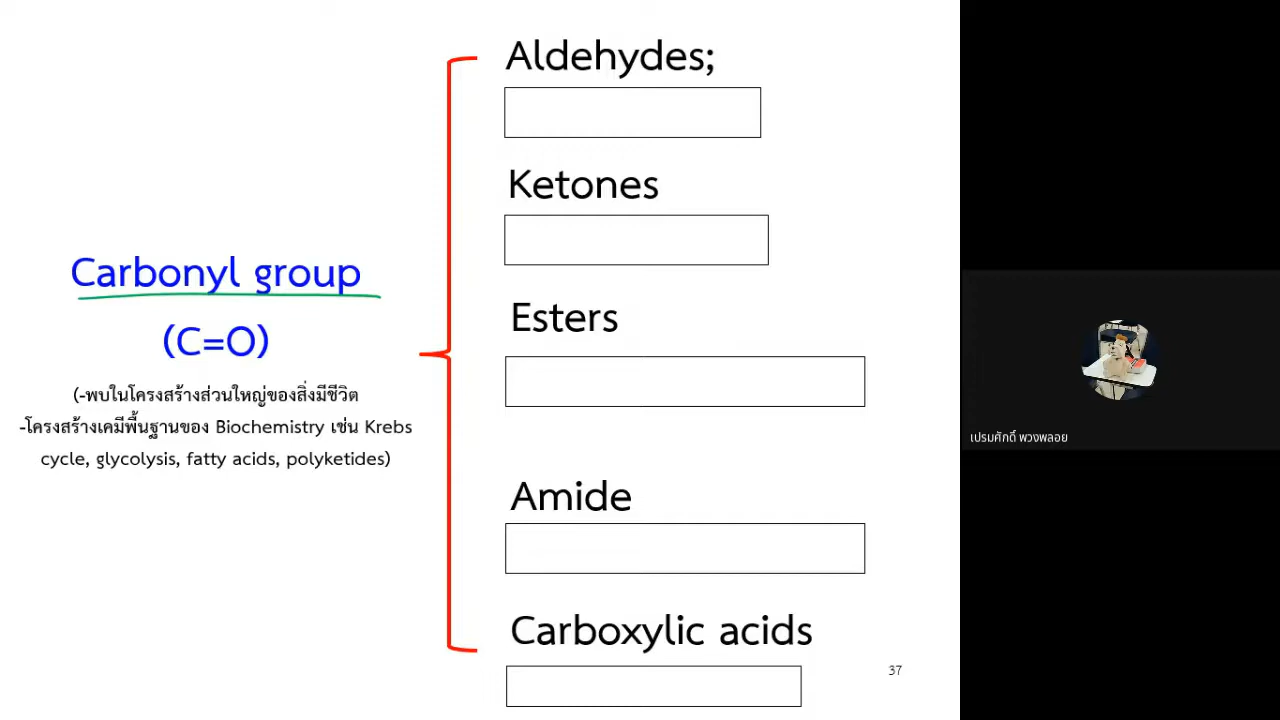 Carbonyl group
(C=O)
(-พบในโครงสร้างส่วนใหญ่ของสิ่งมีชีวิต
-โครงสร้างเคมีพื้นฐานของ Biochemistry เช่น Krebs
cycle, glycolysis, fatty acids, polyketides)
Aldehydes;
Ketones
Esters
Amide
Carboxylic acids
37
เปรมศักดิ์ พวงพลอย